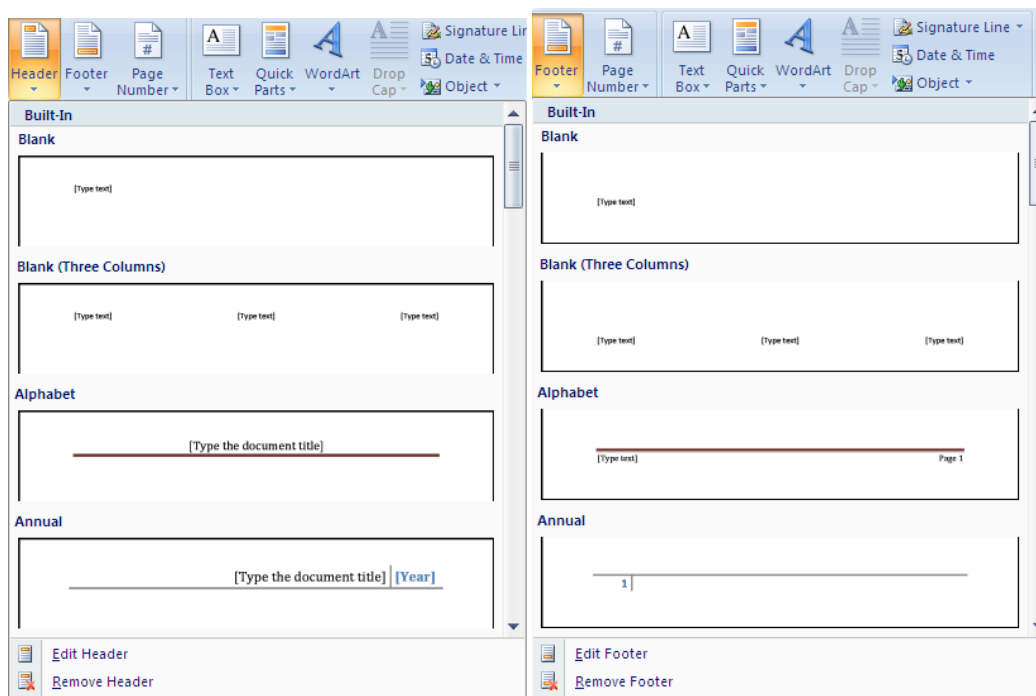 Header Footer Page Number Text Box Quick Parts WordArt Drop Cap Signature Lin
Date & Time
Object
Built-In
Blank
[Type text]
Blank (Three Columns)
[Type text] [Type text] [Type text]
Alphabet
[Type the document title]
Annual
[Type the document title] [Year]
Edit Header
Remove Header
Footer Page Number Text Box Quick Parts WordArt Drop Cap Signature Line
Date & Time
Object
Built-In
Blank
[Type text]
Blank (Three Columns)
[Type text] [Type text] [Type text]
Alphabet
[Type text] Page 1
Annual
1
Edit Footer
Remove Footer